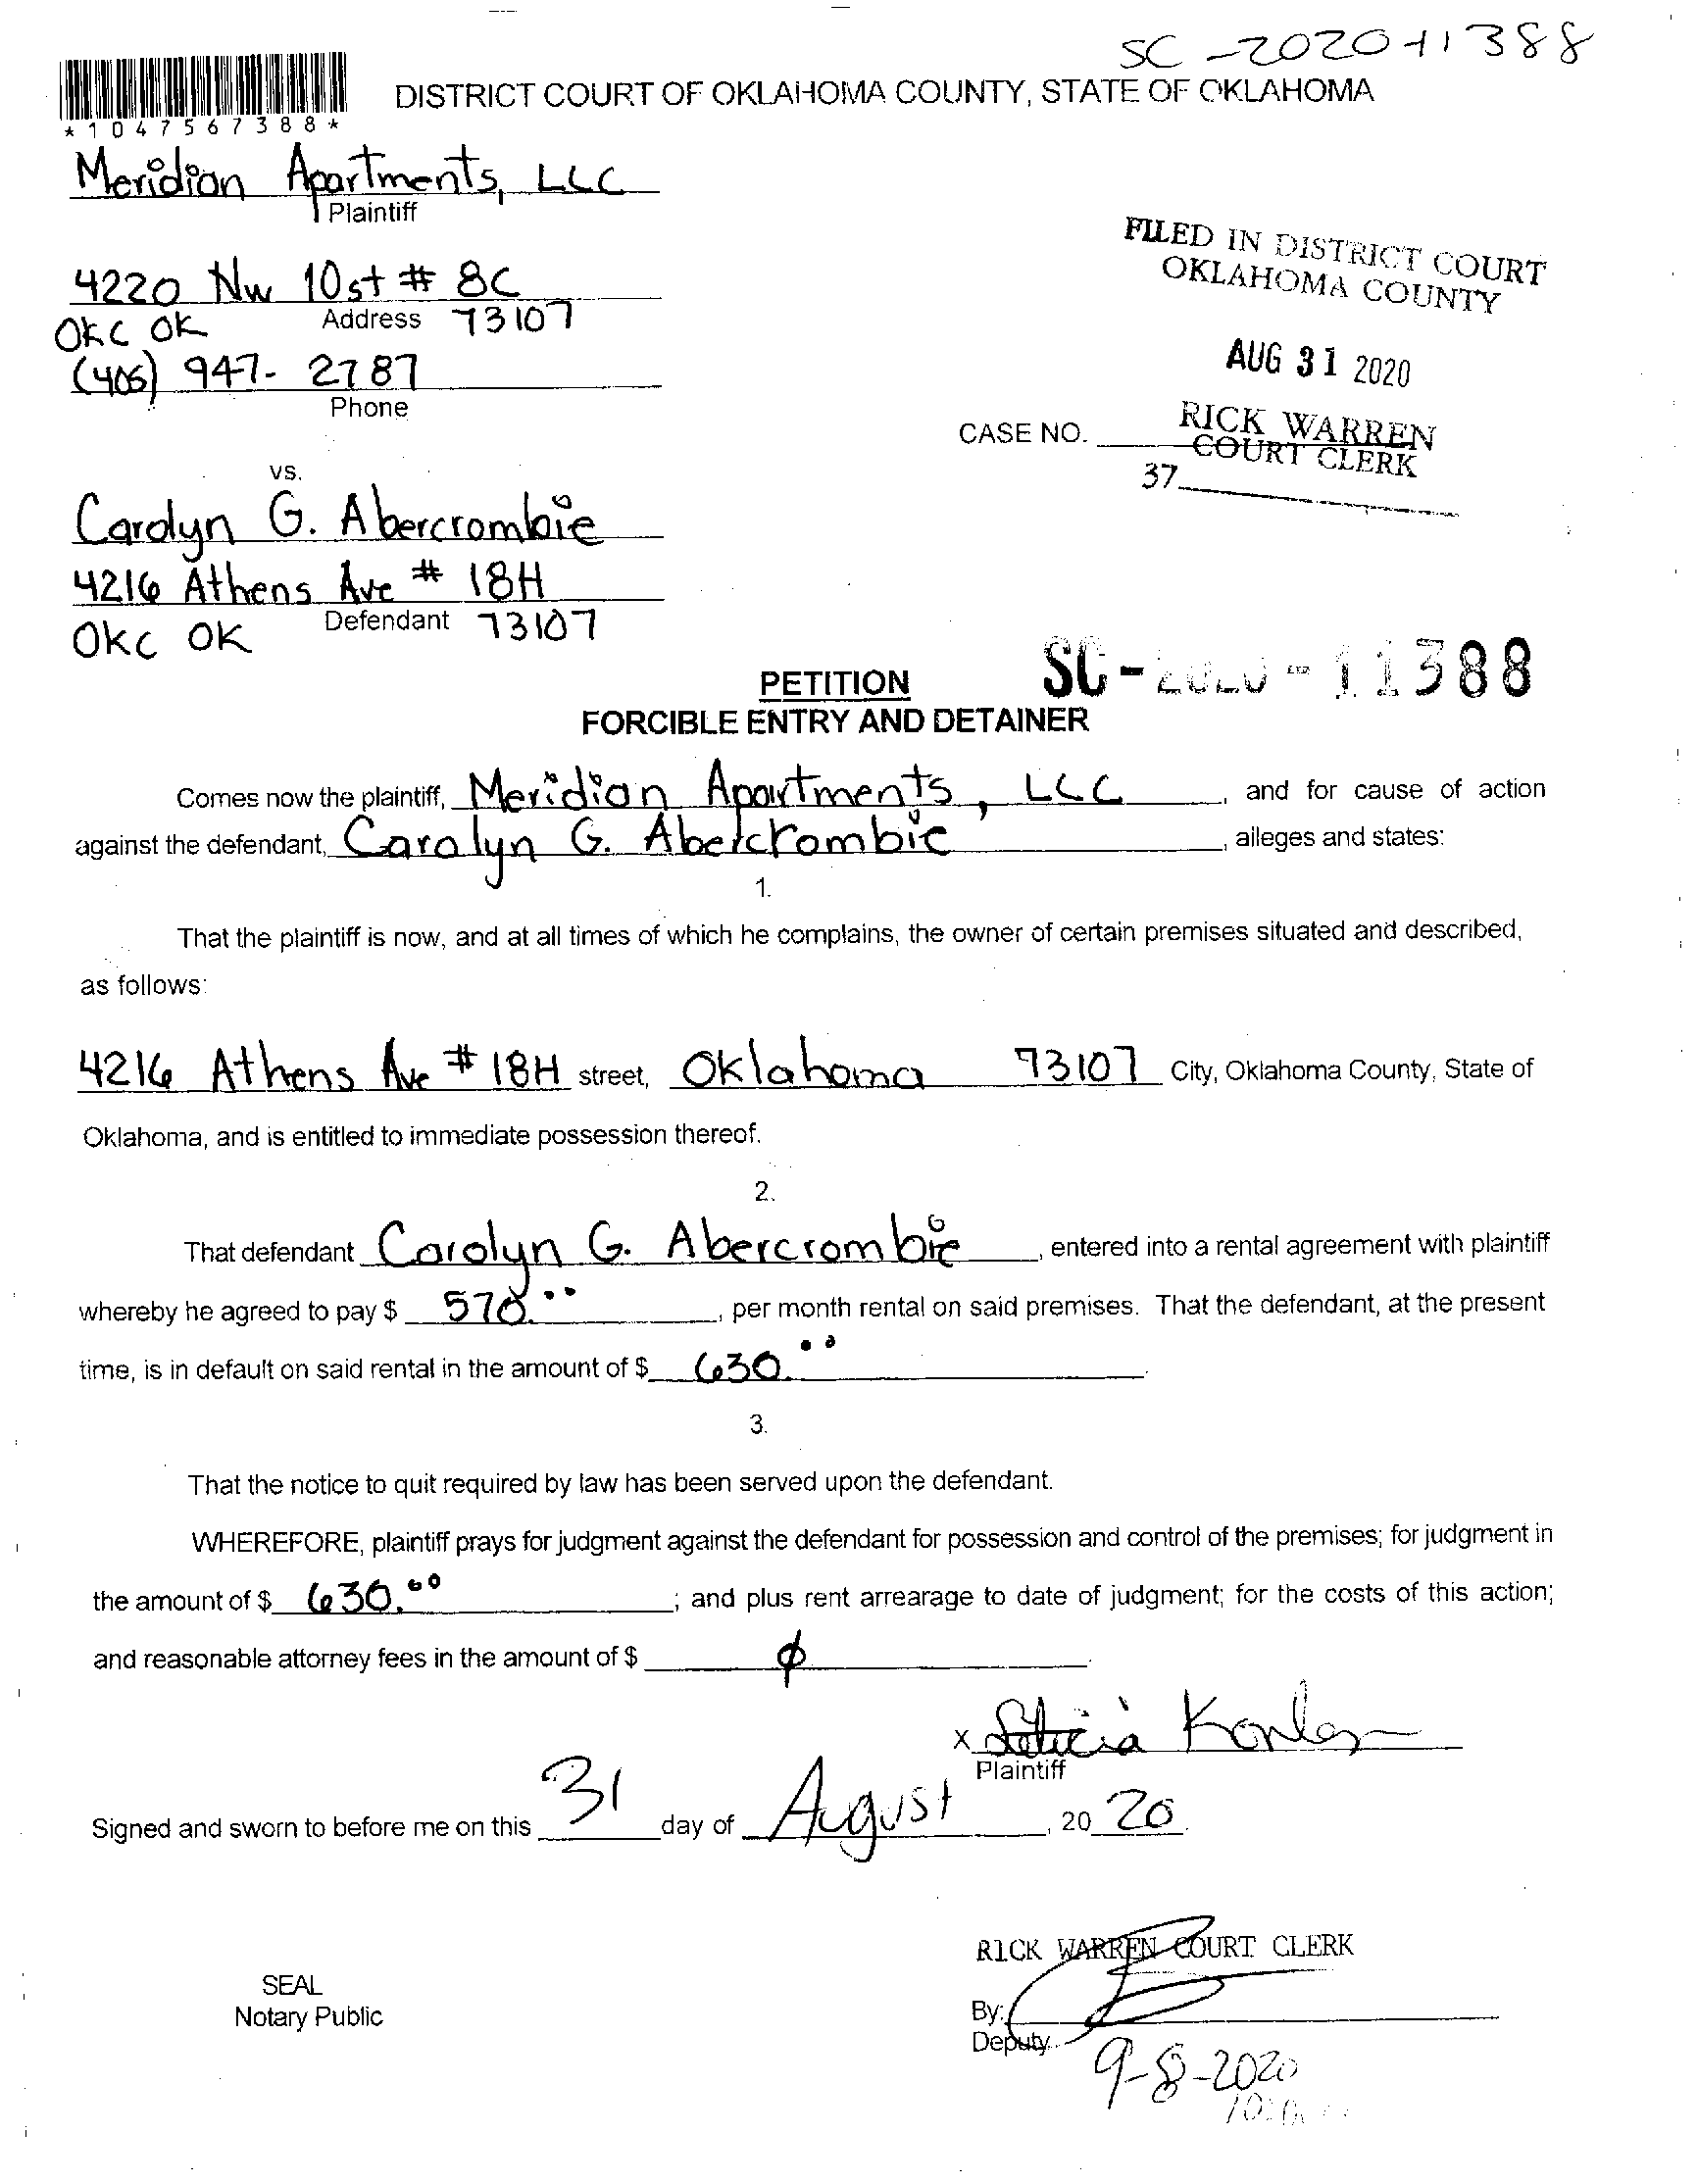 SC-2020-11388
DISTRICT COURT OF OKLAHOMA COUNTY, STATE OF OKLAHOMA
*1047567388*
Meridian Apartments, LLC
Plaintiff
FILED IN DISTRICT COURT
OKLAHOMA COUNTY
4220 NW 10st # 8C
Address 73107
OKC OK
AUG 31 2020
(405) 947-2787
Phone
RICK WARREN
CASE NO.
COURT CLERK
37
vs.
Carolyn G. Abercrombie
4216 Athens Ave # 18H
Defendant 73107
OKC OK
SC-2020-11388
PETITION
FORCIBLE ENTRY AND DETAINER
Comes now the plaintiff, Meridian Apartments, LLC, and for cause of action
against the defendant, Carolyn G. Abercrombie, alleges and states:
1.
That the plaintiff is now, and at all times of which he complains, the owner of certain premises situated and described,
as follows:
4216 Athens Ave # 18H street, Oklahoma 73107 City, Oklahoma County, State of
Oklahoma, and is entitled to immediate possession thereof.
2.
That defendant Carolyn G. Abercrombie, entered into a rental agreement with plaintiff
whereby he agreed to pay $ 570.00, per month rental on said premises. That the defendant, at the present
time, is in default on said rental in the amount of $ 630.00
3.
That the notice to quit required by law has been served upon the defendant.
WHEREFORE, plaintiff prays for judgment against the defendant for possession and control of the premises; for judgment in
the amount of $ 630.00; and plus rent arrearage to date of judgment; for the costs of this action;
and reasonable attorney fees in the amount of $ ϕ
X Leticia
Plaintiff
Signed and sworn to before me on this 31 day of August, 20 20.
RICK WARREN COURT CLERK
SEAL
Notary Public
By:
Deputy
9-8-2020